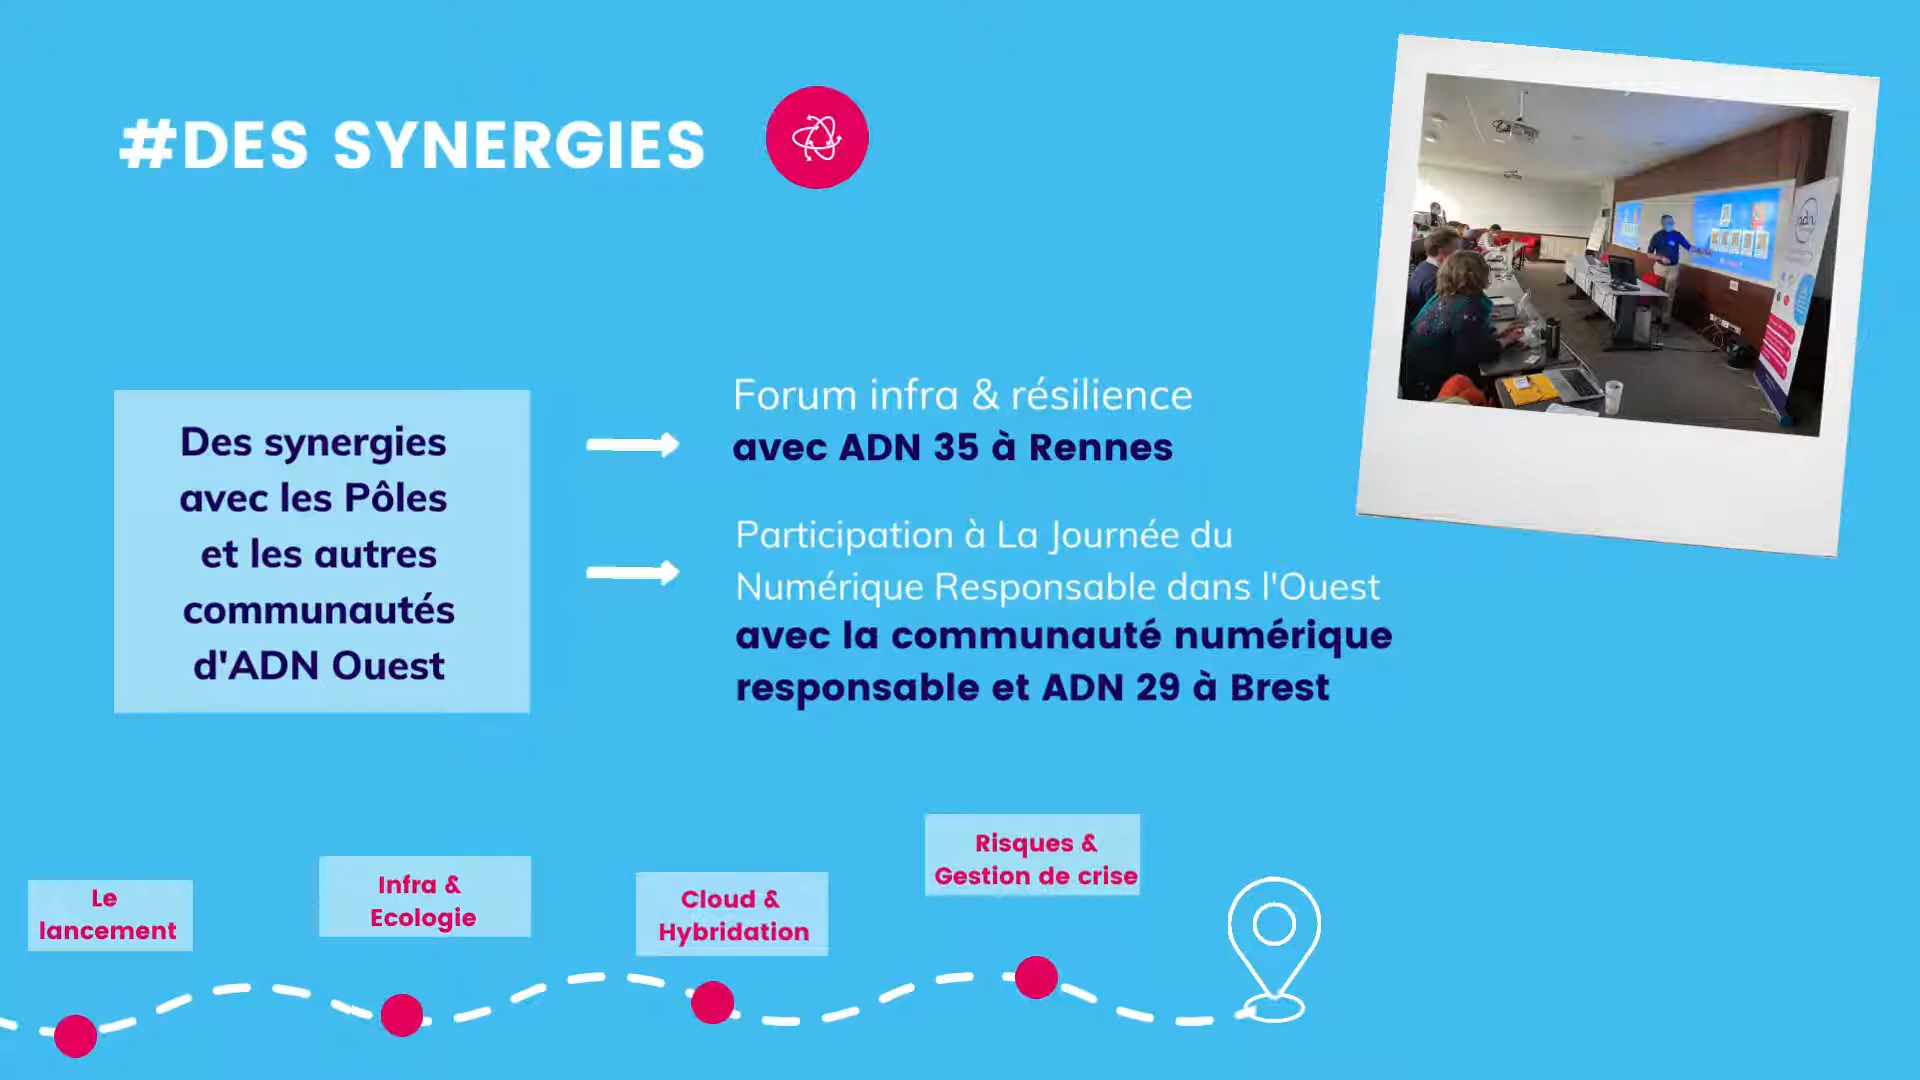 #DES SYNERGIES
Des synergies
avec les Pôles
et les autres
communautés
d'ADN Ouest
Forum infra & résilience
avec ADN 35 à Rennes
Participation à La Journée du
Numérique Responsable dans l'Ouest
avec la communauté numérique
responsable et ADN 29 à Brest
adn
Le
lancement
Infra &
Ecologie
Cloud &
Hybridation
Risques &
Gestion de crise